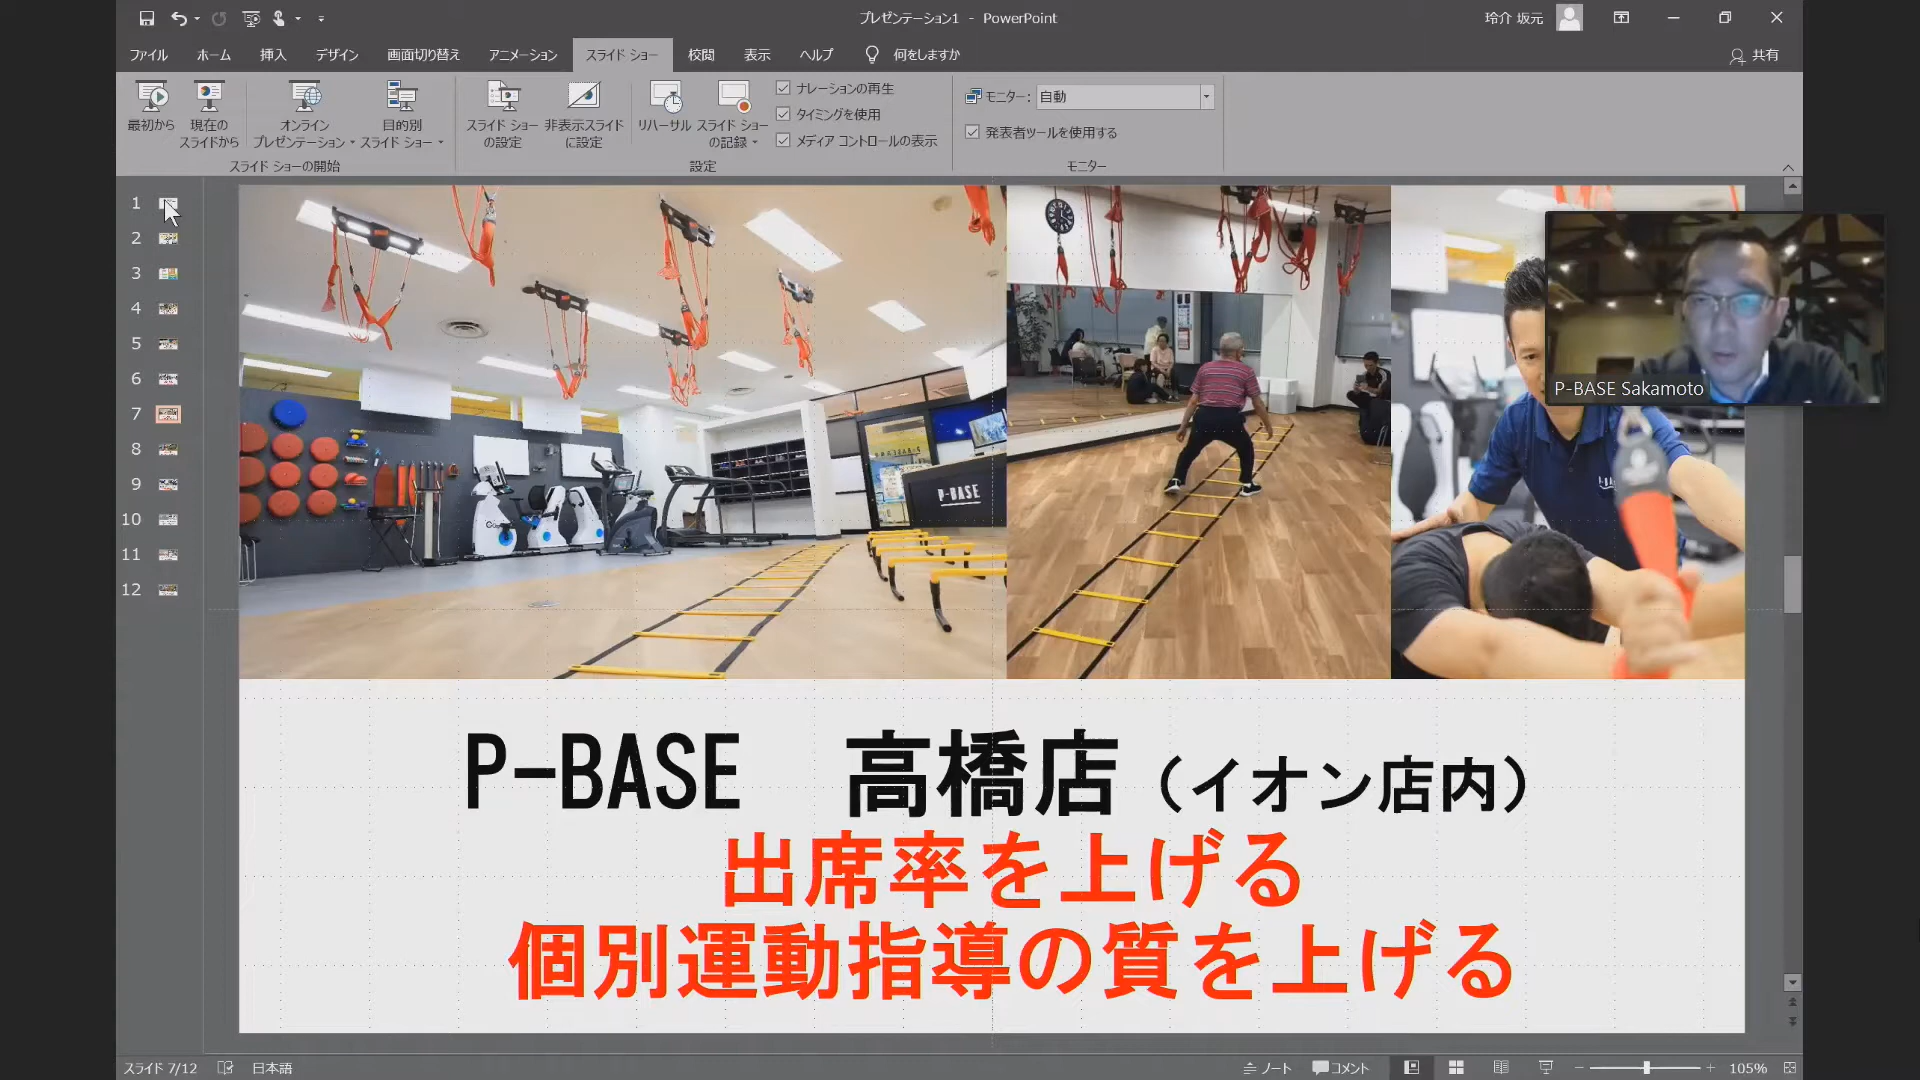 プレゼンテーション1 - PowerPoint
玲介 坂元
ファイル ホーム 挿入 デザイン 画面切り替え アニメーション スライド ショー 校閲 表示 ヘルプ 何をしますか 共有
最初から
現在の
スライドから
オンライン
プレゼンテーション
目的別
スライド ショー
スライド ショーの開始
スライド ショー
の設定
非表示スライド
に設定
リハーサル
スライド ショー
の記録
ナレーションの再生
タイミングを使用
メディア コントロールの表示
設定
モニター: 自動
発表者ツールを使用する
モニター
1
2
3
4
5
6
7
8
9
10
11
12
P-BASE
P-BASE Sakamoto
P-BASE 高橋店（イオン店内）
出席率を上げる
個別運動指導の質を上げる
スライド 7/12 日本語 ノート コメント 105%